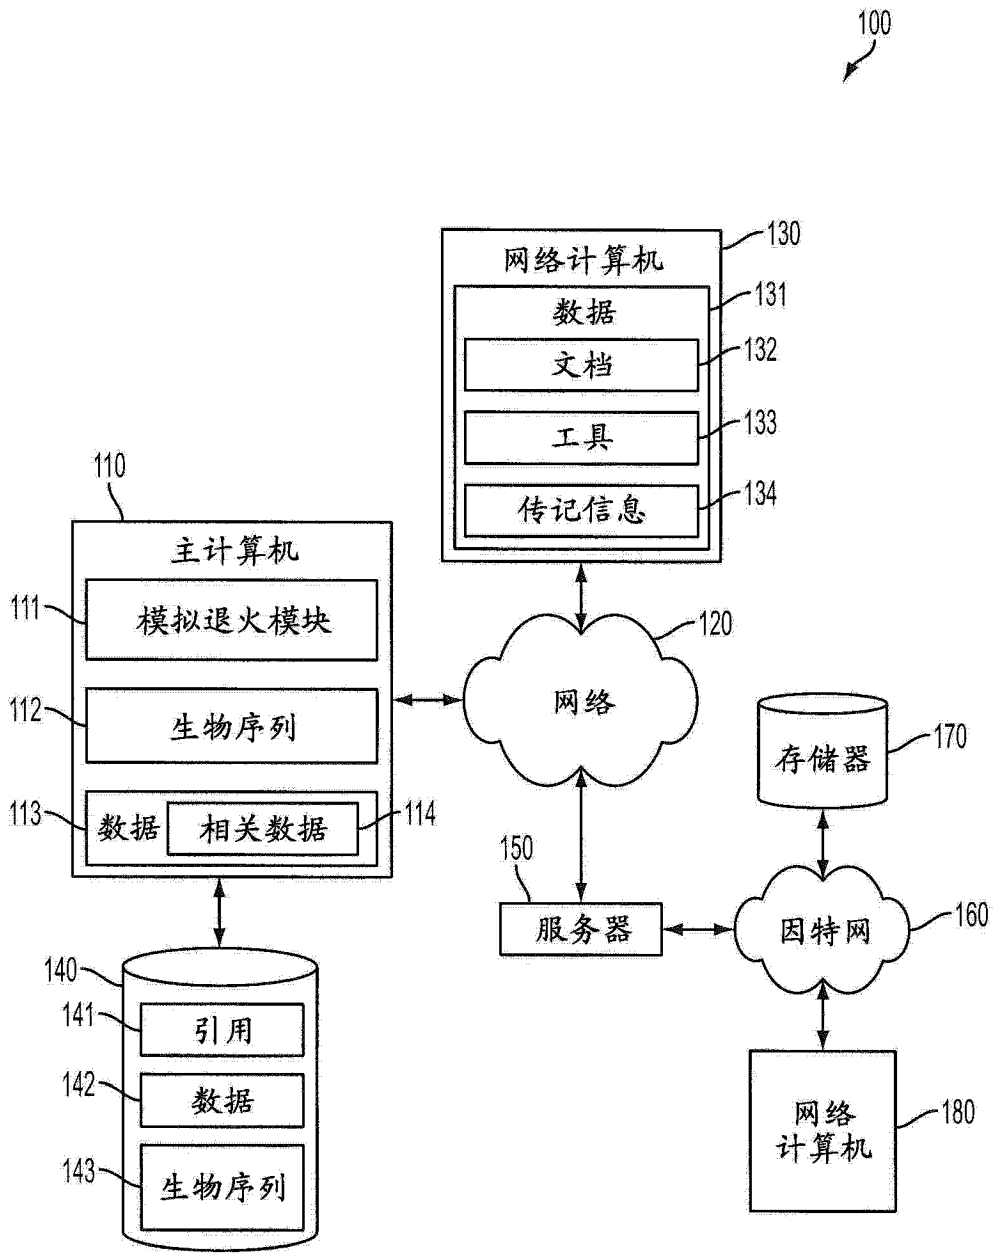 100
130
网络计算机
131
数据
132
文档
133
工具
134
传记信息
110
主计算机
111
模拟退火模块
112
生物序列
113
数据
相关数据
114
120
网络
170
存储器
150
服务器
160
因特网
140
141
引用
142
数据
143
生物序列
180
网络
计算机